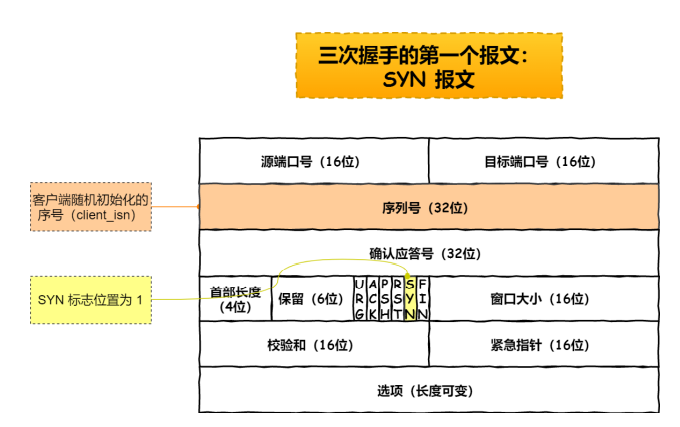 三次握手的第一个报文：
SYN 报文
源端口号（16位）
目标端口号（16位）
客户端随机初始化的
序号（client_isn）
序列号（32位）
确认应答号（32位）
SYN 标志位置为 1
首部长度
（4位）
保留（6位）
URG
ACK
PSH
RST
SYN
FIN
窗口大小（16位）
校验和（16位）
紧急指针（16位）
选项（长度可变）